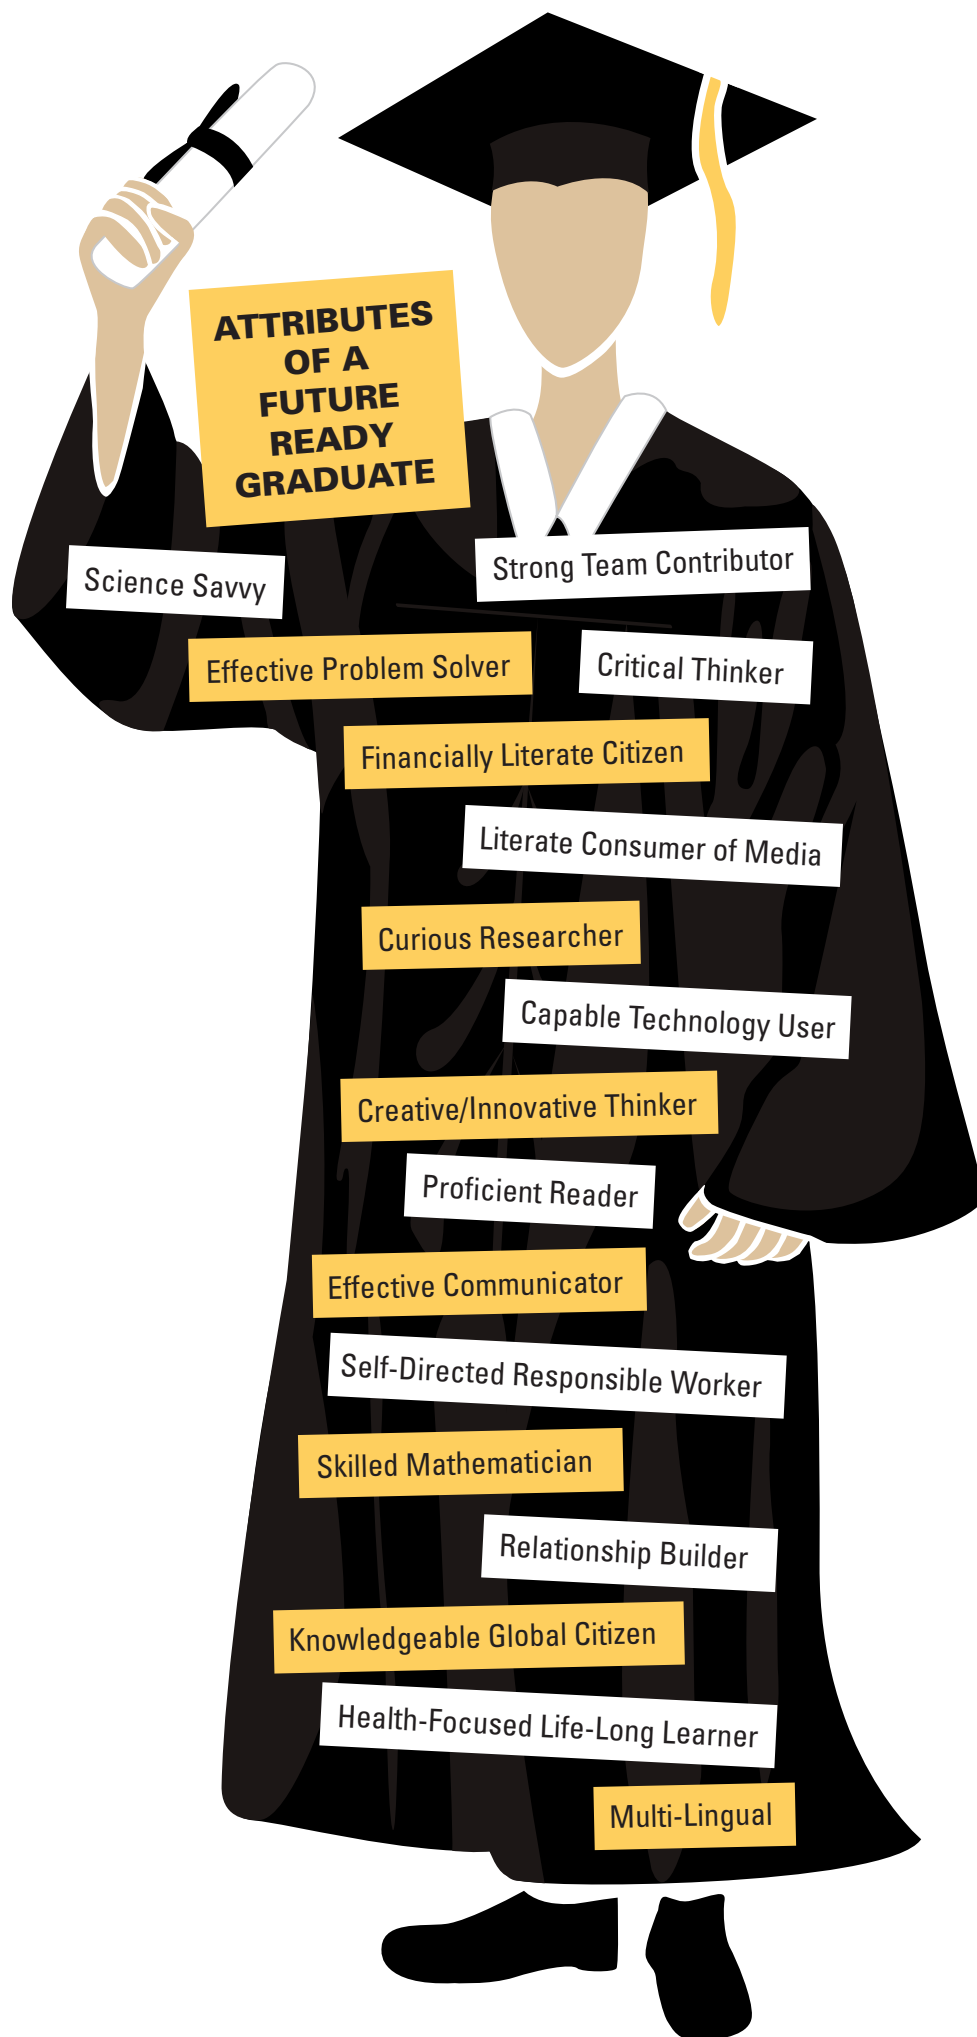 ATTRIBUTES
OF A
FUTURE
READY
GRADUATE
Science Savvy
Strong Team Contributor
Effective Problem Solver
Critical Thinker
Financially Literate Citizen
Literate Consumer of Media
Curious Researcher
Capable Technology User
Creative/Innovative Thinker
Proficient Reader
Effective Communicator
Self-Directed Responsible Worker
Skilled Mathematician
Relationship Builder
Knowledgeable Global Citizen
Health-Focused Life-Long Learner
Multi-Lingual